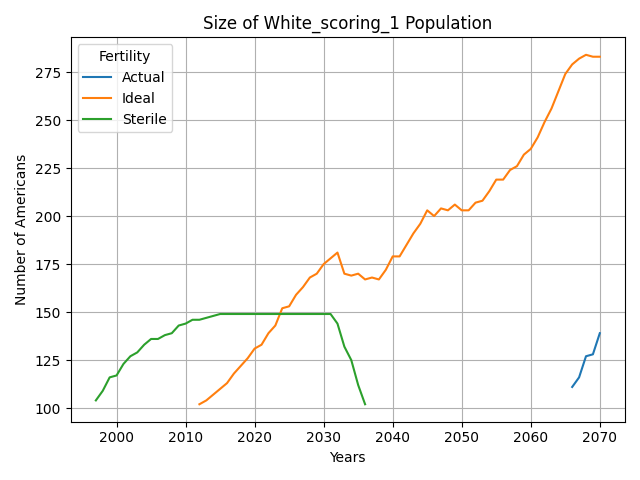 Size of White_scoring_1 Population
Fertility
Actual
Ideal
Sterile
Number of Americans
275
250
225
200
175
150
125
100
2000 2010 2020 2030 2040 2050 2060 2070
Years